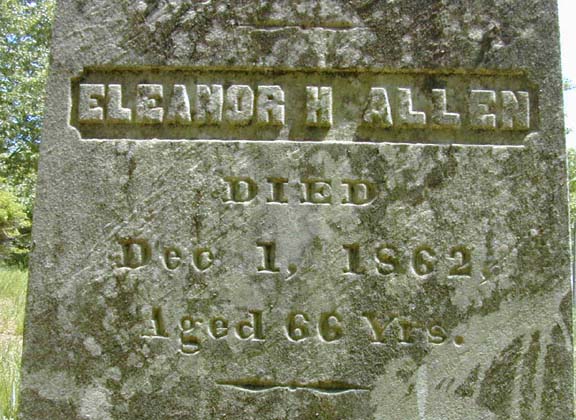 ELEANOR H ALLEN
DIED
Dec 1, 1862,
Aged 66 Yrs.